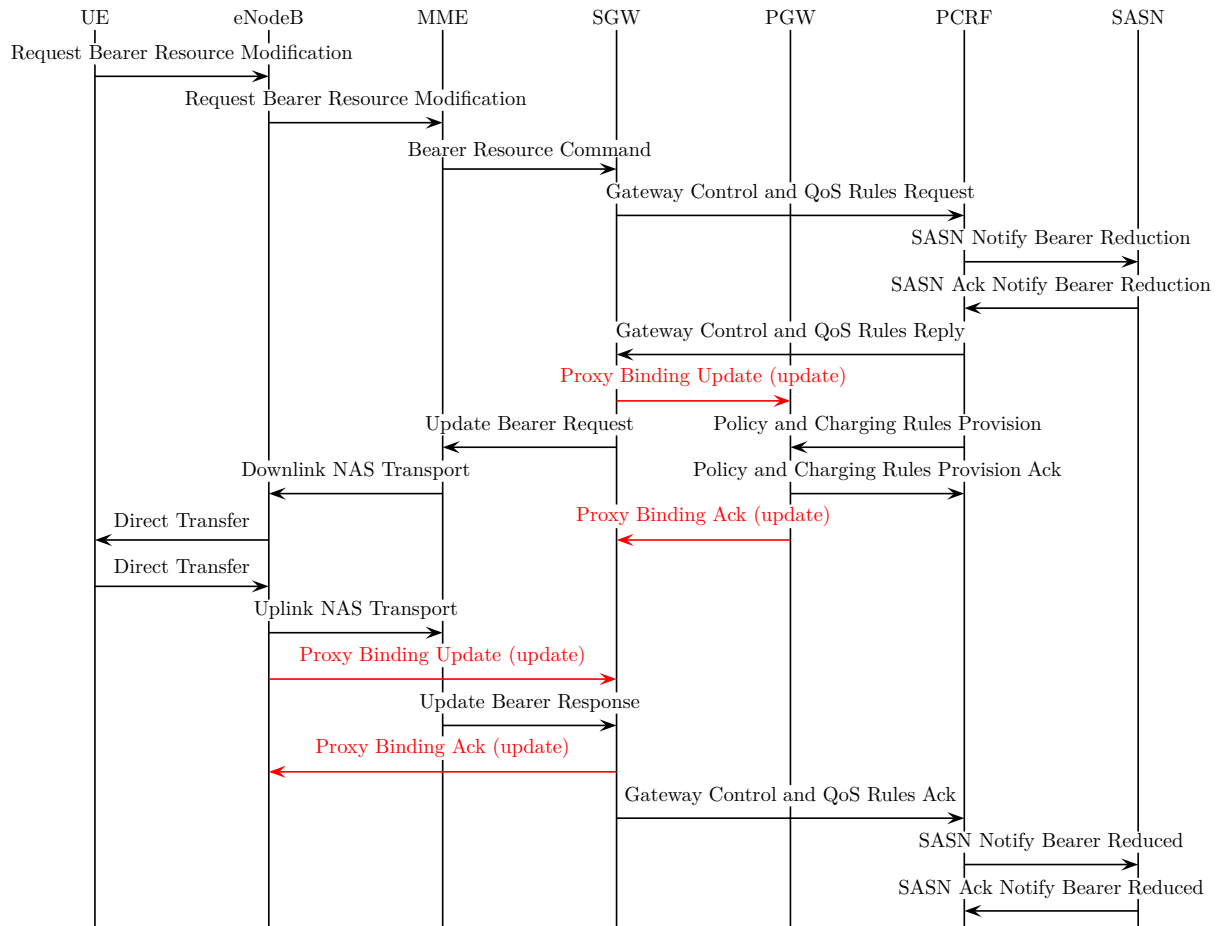 UE eNodeB MME SGW PGW PCRF SASN
Request Bearer Resource Modification
Request Bearer Resource Modification
Bearer Resource Command
Gateway Control and QoS Rules Request
SASN Notify Bearer Reduction
SASN Ack Notify Bearer Reduction
Gateway Control and QoS Rules Reply
Proxy Binding Update (update)
Update Bearer Request Policy and Charging Rules Provision
Downlink NAS Transport Policy and Charging Rules Provision Ack
Direct Transfer Proxy Binding Ack (update)
Direct Transfer
Uplink NAS Transport
Proxy Binding Update (update)
Update Bearer Response
Proxy Binding Ack (update)
Gateway Control and QoS Rules Ack
SASN Notify Bearer Reduced
SASN Ack Notify Bearer Reduced